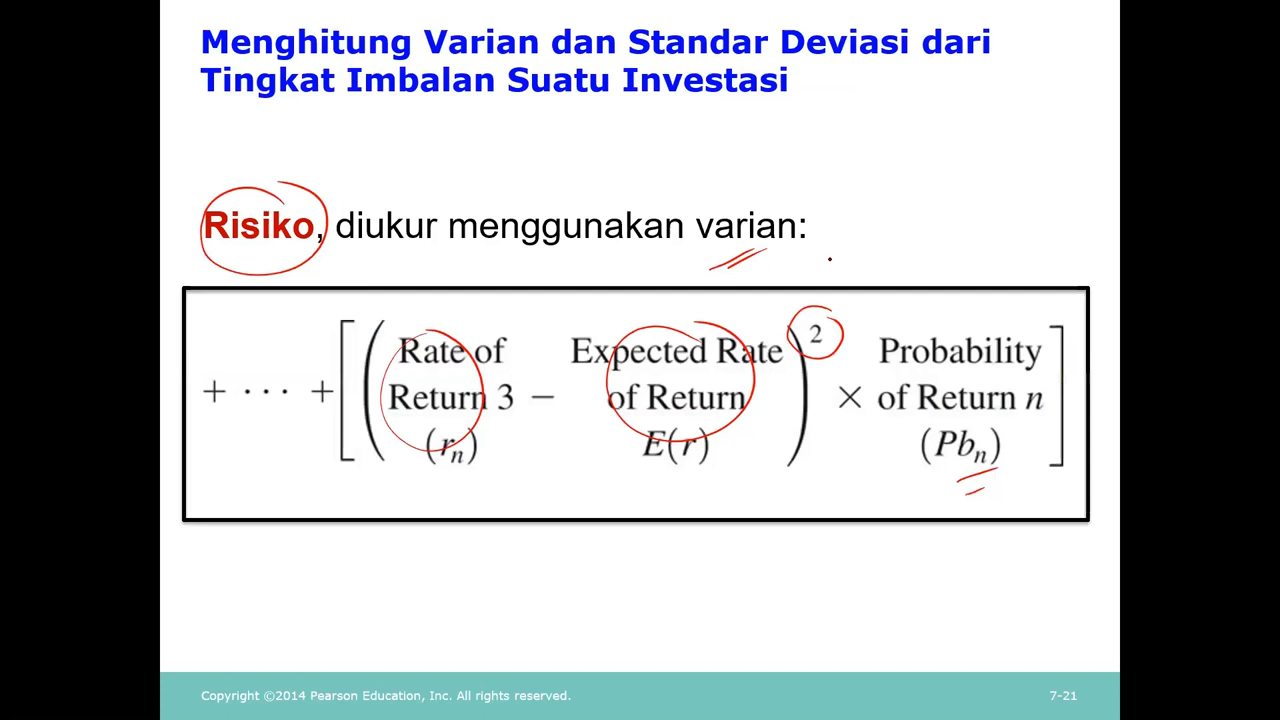 Menghitung Varian dan Standar Deviasi dari
Tingkat Imbalan Suatu Investasi
Risiko, diukur menggunakan varian:
+ ··· + [(Rate of Return 3 (rₙ) − Expected Rate of Return E(r))² × Probability of Return n (Pbₙ)]
Copyright ©2014 Pearson Education, Inc. All rights reserved.
7-21